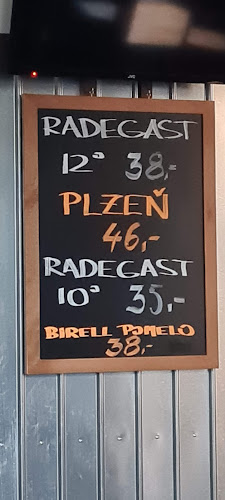 RADEGAST
12° 38,-
PLZEŇ
46,-
RADEGAST
10° 35,-
BIRELL POMELO
38,-